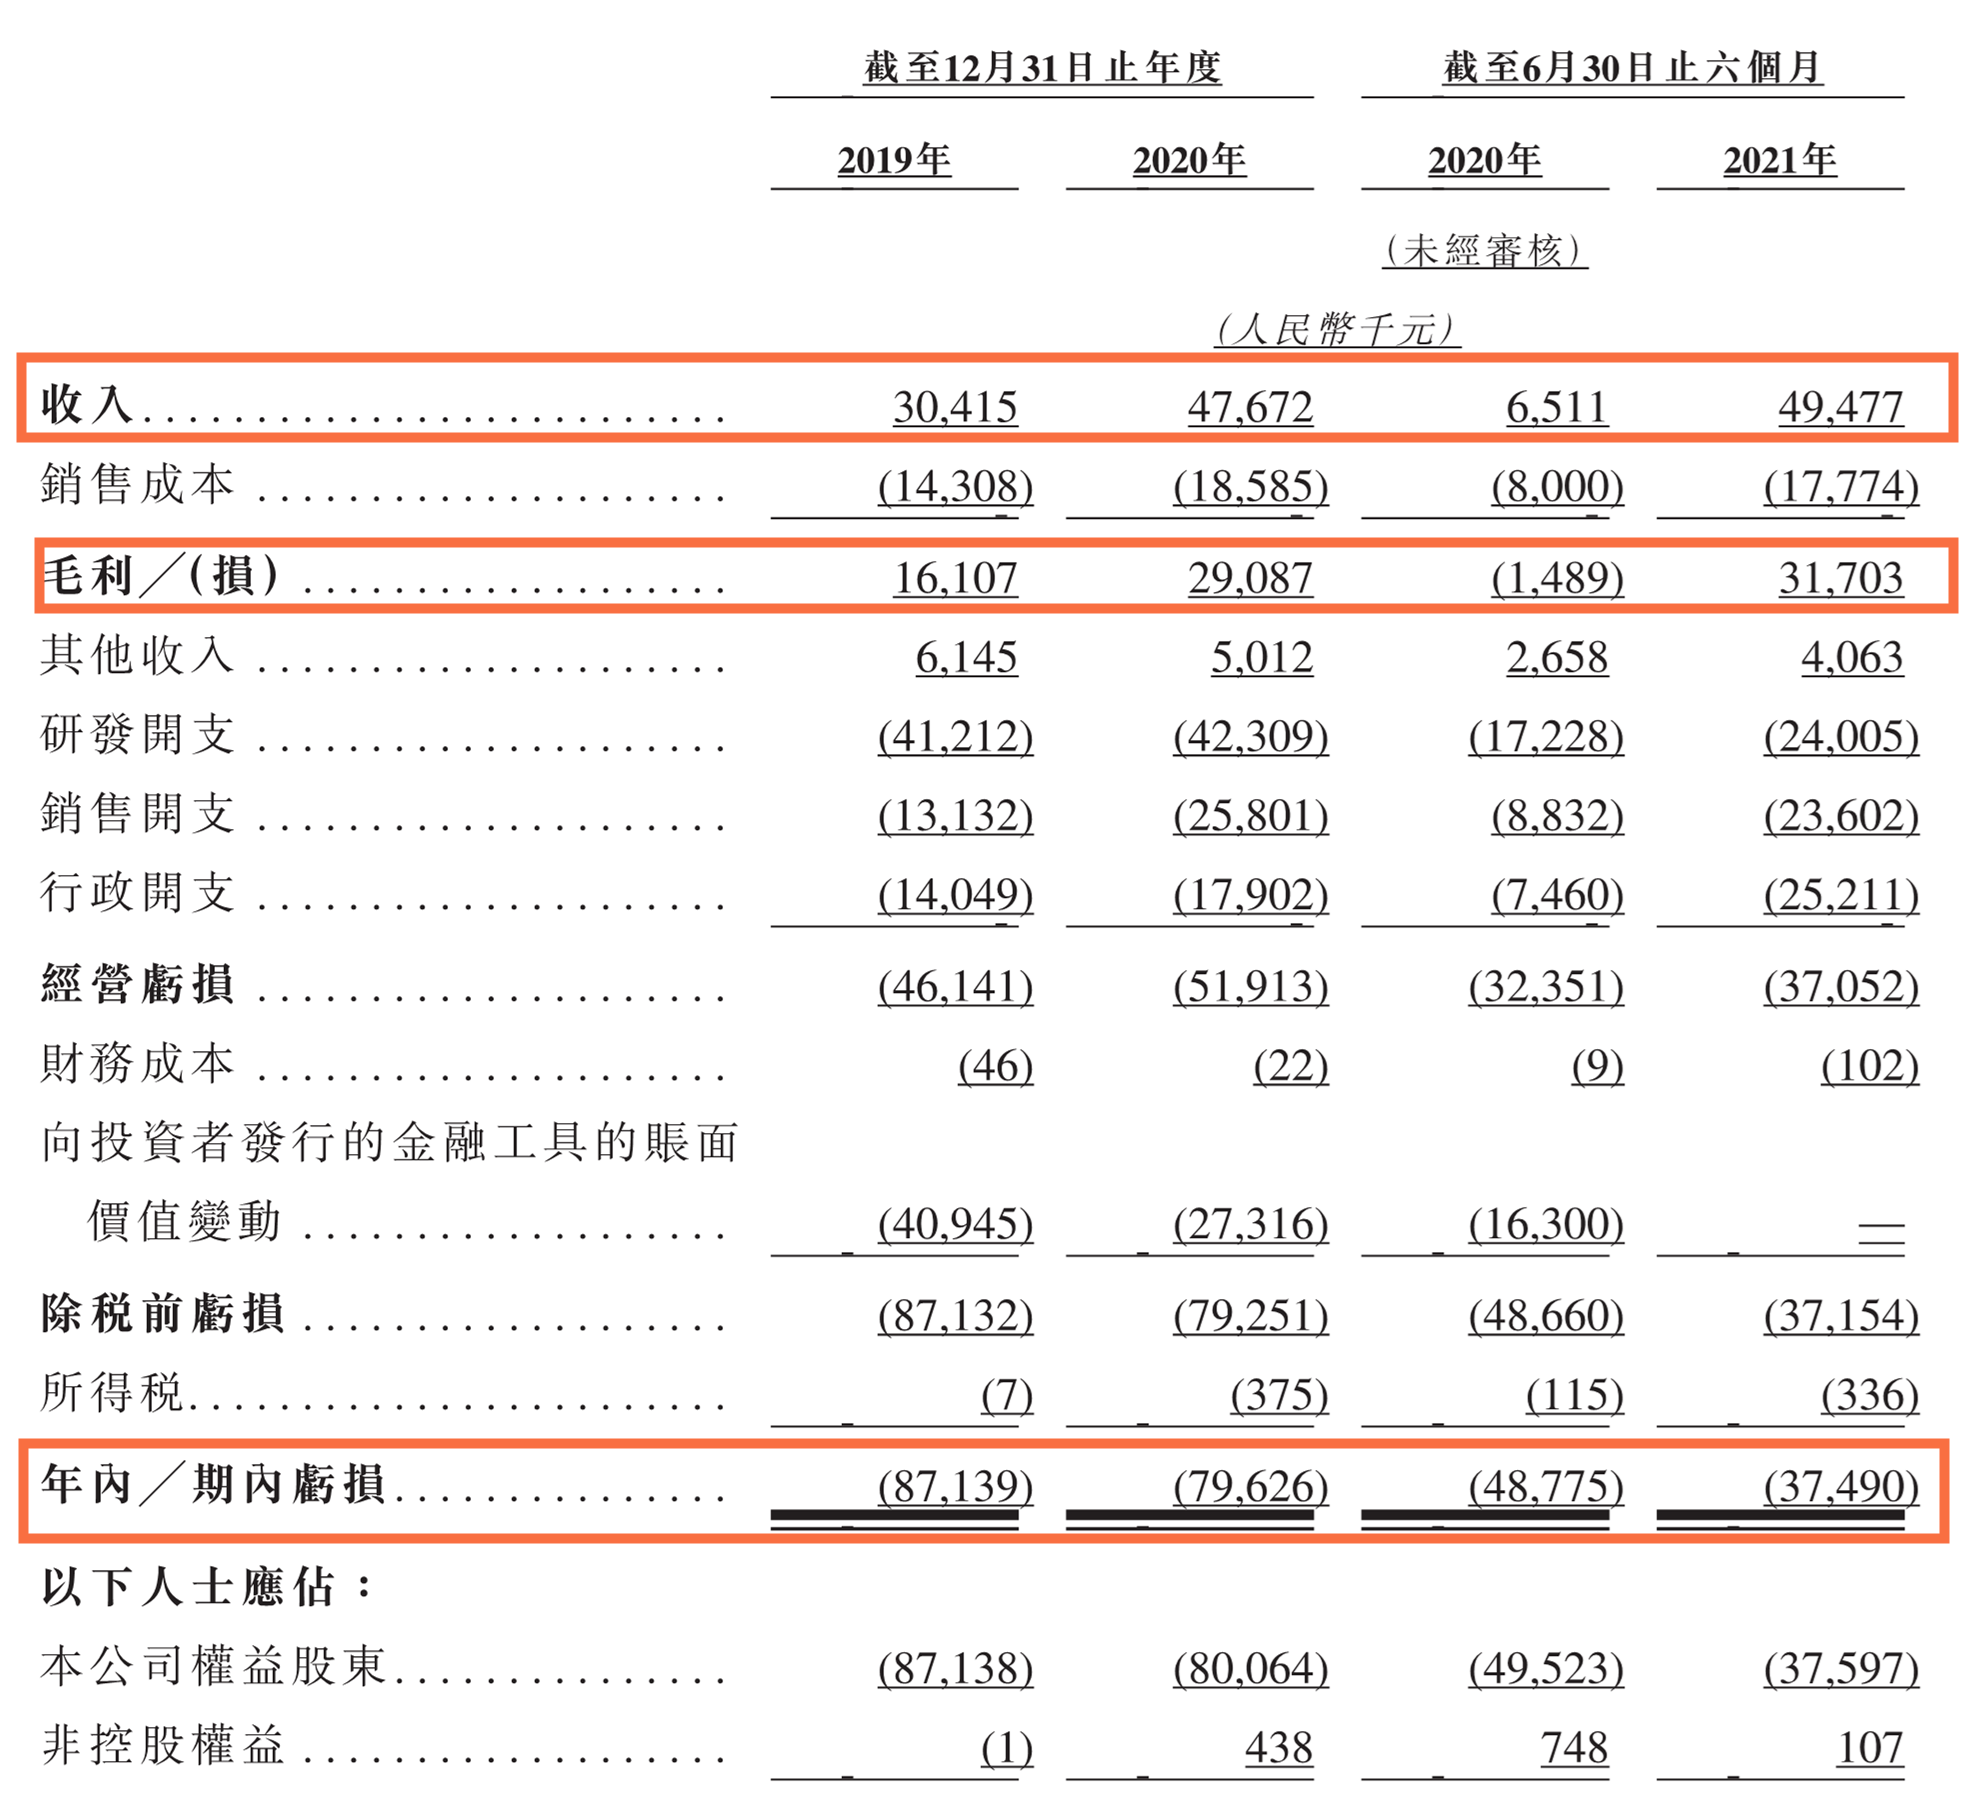 截至12月31日止年度 截至6月30日止六個月
2019年 2020年 2020年 2021年
(未經審核)
(人民幣千元)
收入 30,415 47,672 6,511 49,477
銷售成本 (14,308) (18,585) (8,000) (17,774)
毛利／(損) 16,107 29,087 (1,489) 31,703
其他收入 6,145 5,012 2,658 4,063
研發開支 (41,212) (42,309) (17,228) (24,005)
銷售開支 (13,132) (25,801) (8,832) (23,602)
行政開支 (14,049) (17,902) (7,460) (25,211)
經營虧損 (46,141) (51,913) (32,351) (37,052)
財務成本 (46) (22) (9) (102)
向投資者發行的金融工具的賬面
價值變動 (40,945) (27,316) (16,300) —
除稅前虧損 (87,132) (79,251) (48,660) (37,154)
所得稅 (7) (375) (115) (336)
年內／期內虧損 (87,139) (79,626) (48,775) (37,490)
以下人士應佔：
本公司權益股東 (87,138) (80,064) (49,523) (37,597)
非控股權益 (1) 438 748 107